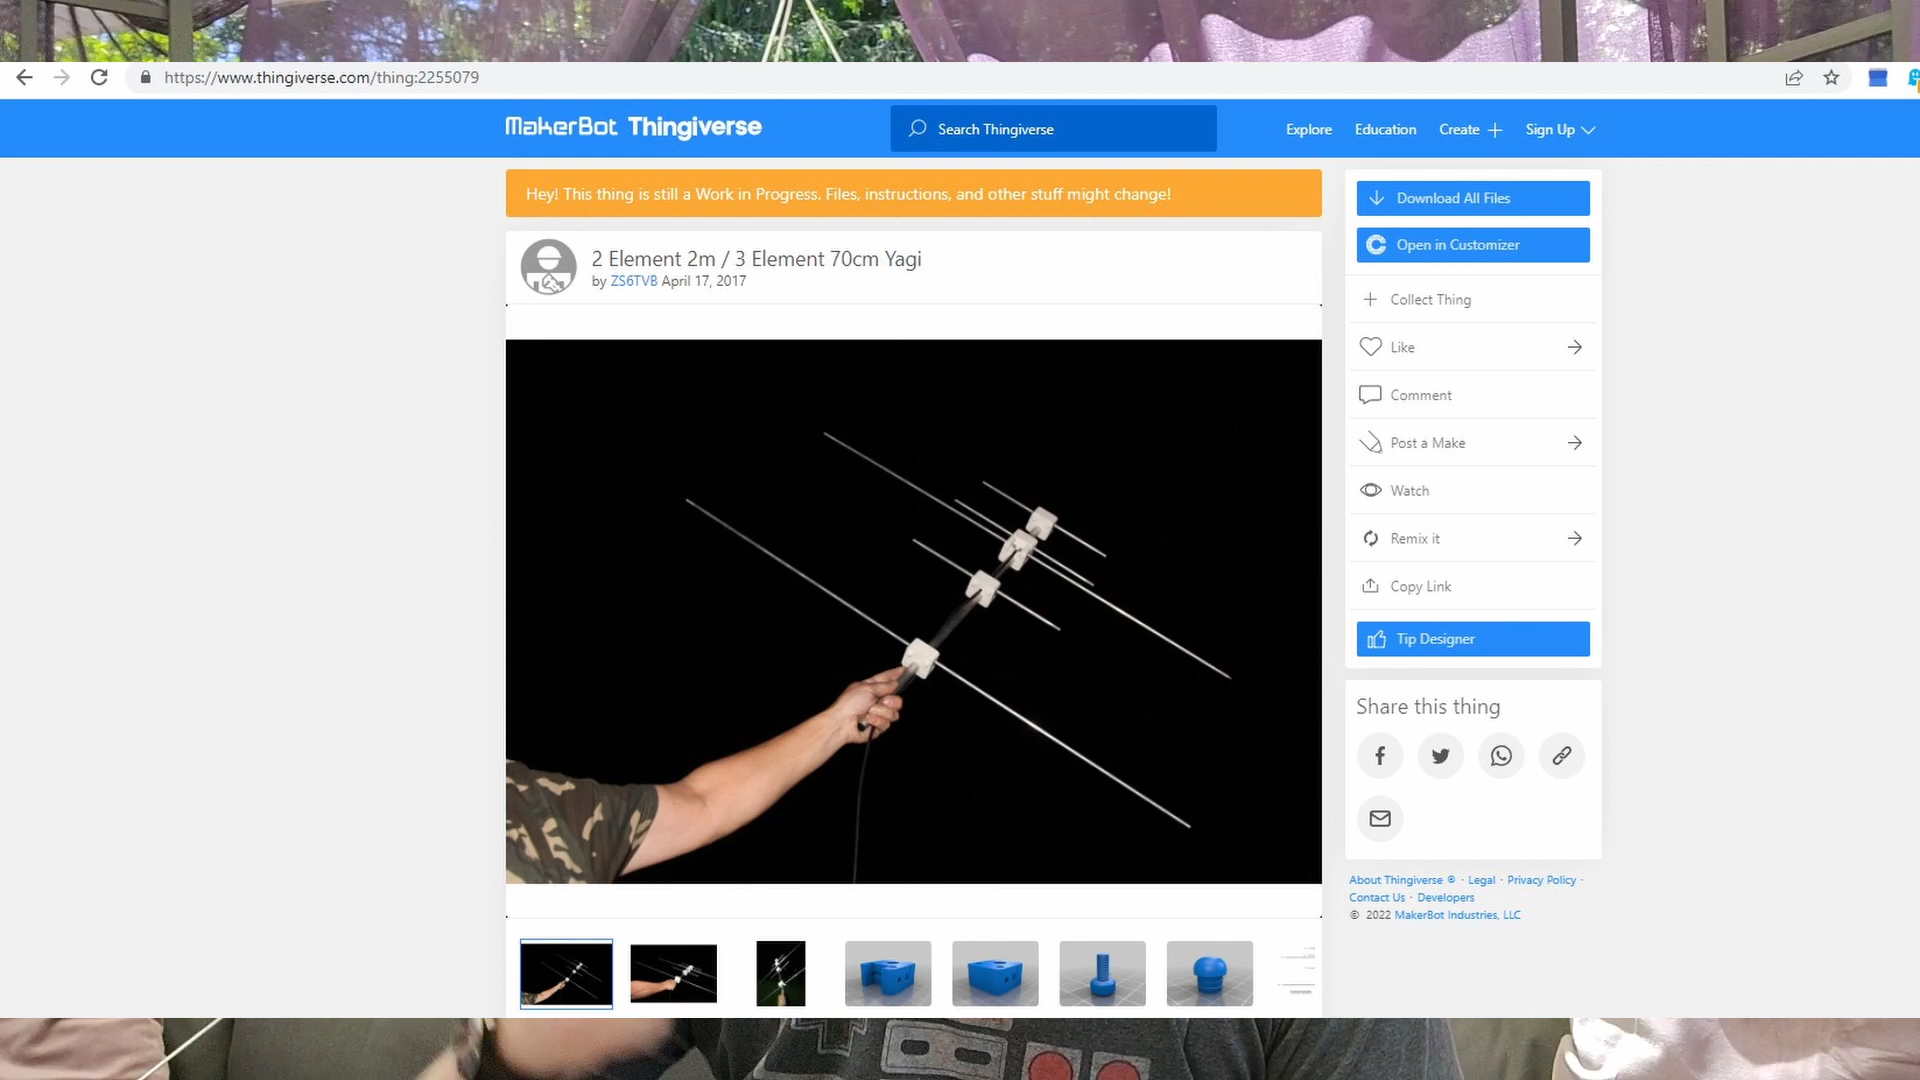 https://www.thingiverse.com/thing:2255079
MakerBot Thingiverse
Search Thingiverse
Explore
Education
Create
Sign Up
Hey! This thing is still a Work in Progress. Files, instructions, and other stuff might change!
2 Element 2m / 3 Element 70cm Yagi
by ZS6TVB April 17, 2017
Download All Files
Open in Customizer
Collect Thing
Like
Comment
Post a Make
Watch
Remix it
Copy Link
Tip Designer
Share this thing
About Thingiverse ® · Legal · Privacy Policy ·
Contact Us · Developers
© 2022 MakerBot Industries, LLC